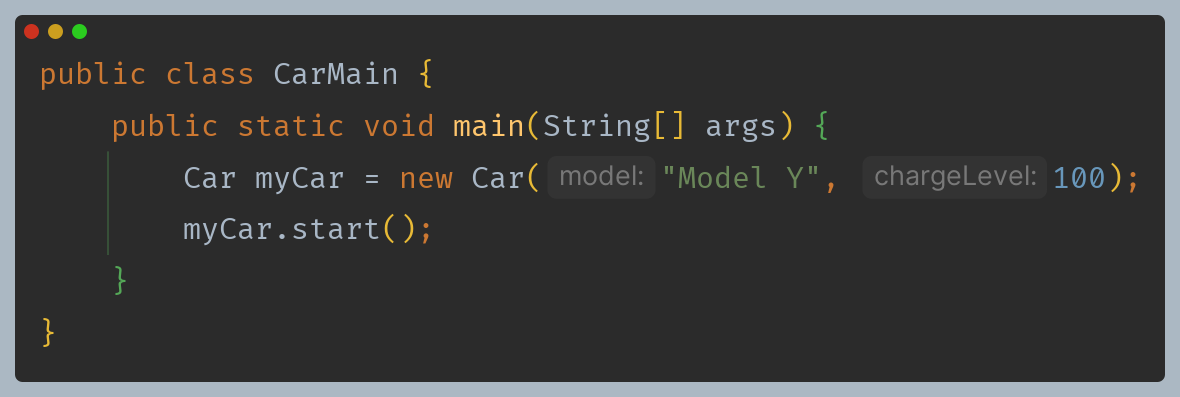 public class CarMain {
public static void main(String[] args) {
Car myCar = new Car( model: "Model Y", chargeLevel: 100);
myCar.start();
}
}